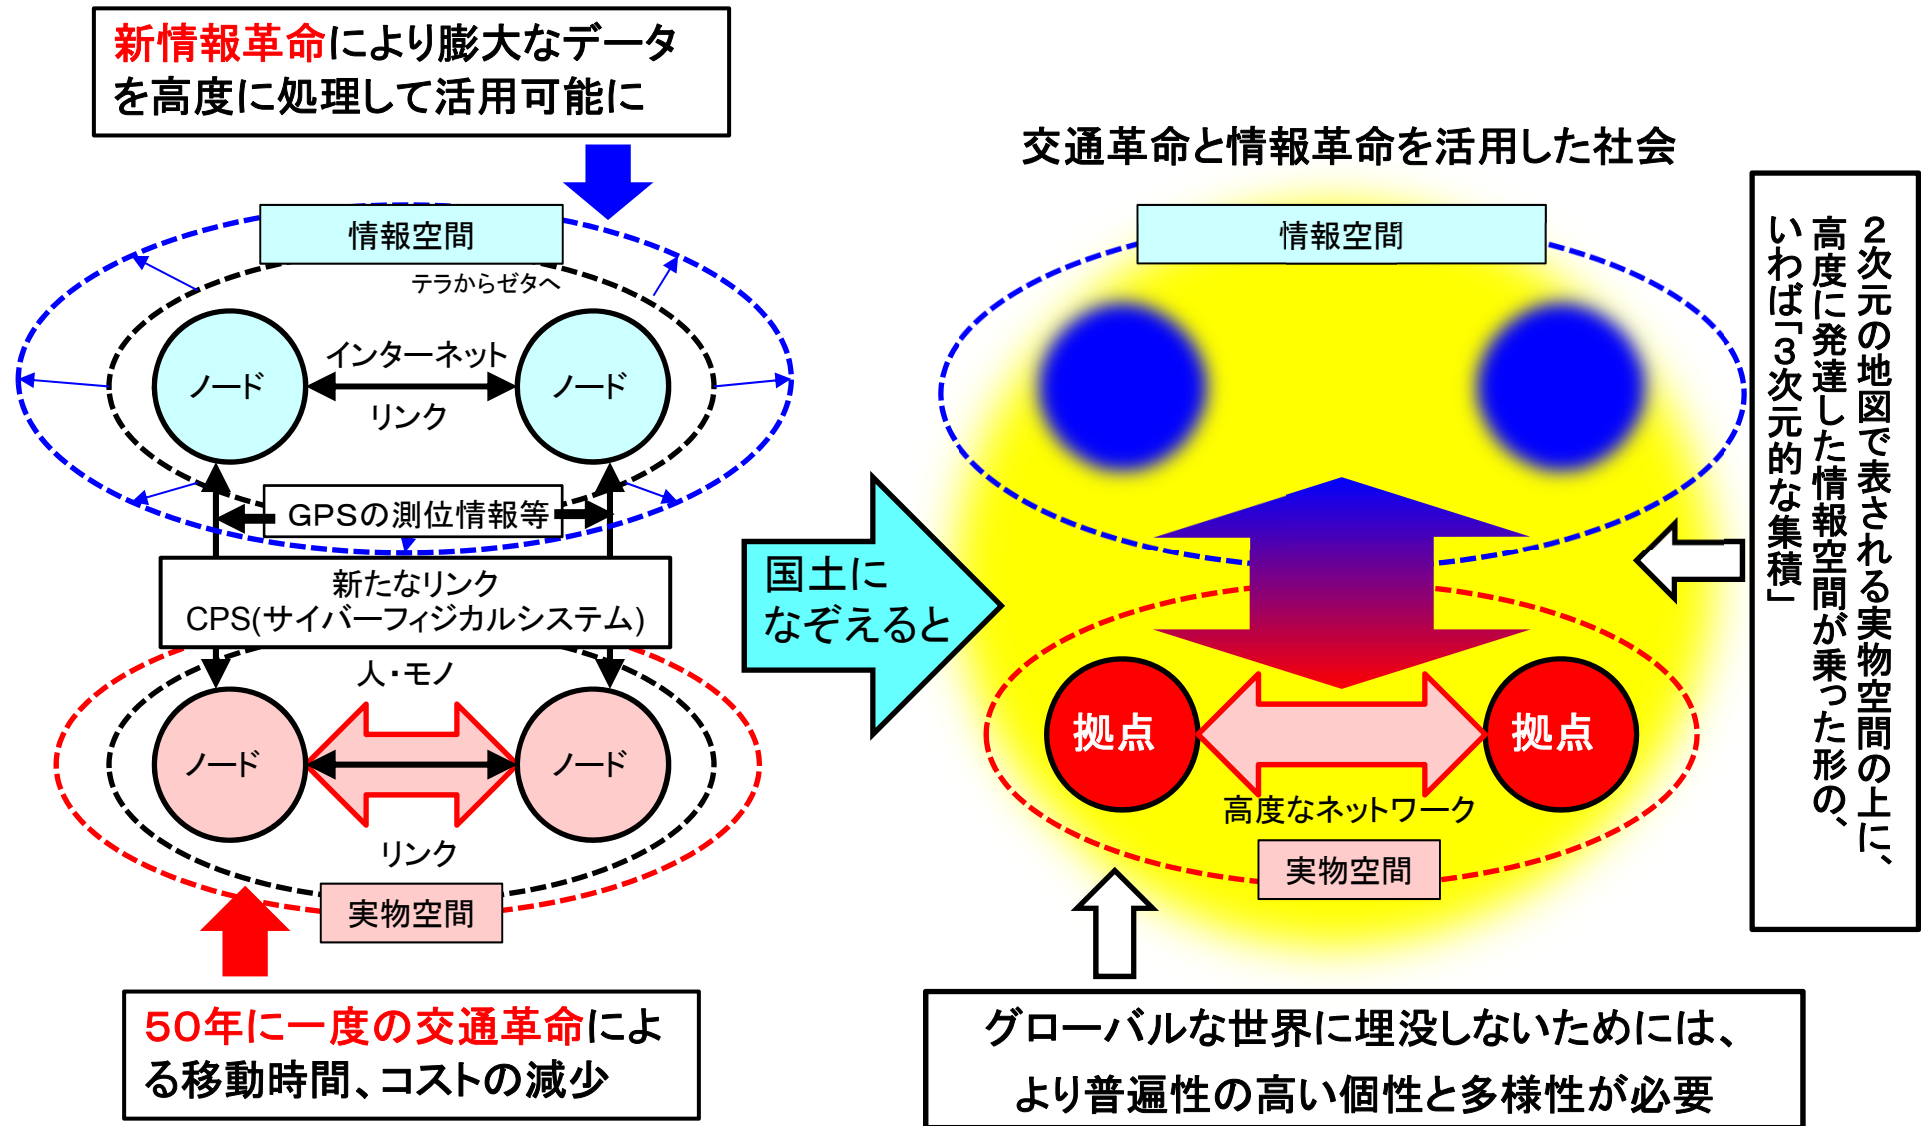 新情報革命により膨大なデータ
を高度に処理して活用可能に
情報空間
テラからゼタへ
ノード
インターネット
リンク
ノード
GPSの測位情報等
新たなリンク
CPS(サイバーフィジカルシステム)
人・モノ
ノード
ノード
リンク
実物空間
50年に一度の交通革命によ
る移動時間、コストの減少
国土に
なぞえると
交通革命と情報革命を活用した社会
情報空間
拠点
拠点
高度なネットワーク
実物空間
2次元の地図で表される実物空間の上に、
高度に発達した情報空間が乗った形の、
いわば「3次元的な集積」
グローバルな世界に埋没しないためには、
より普遍性の高い個性と多様性が必要